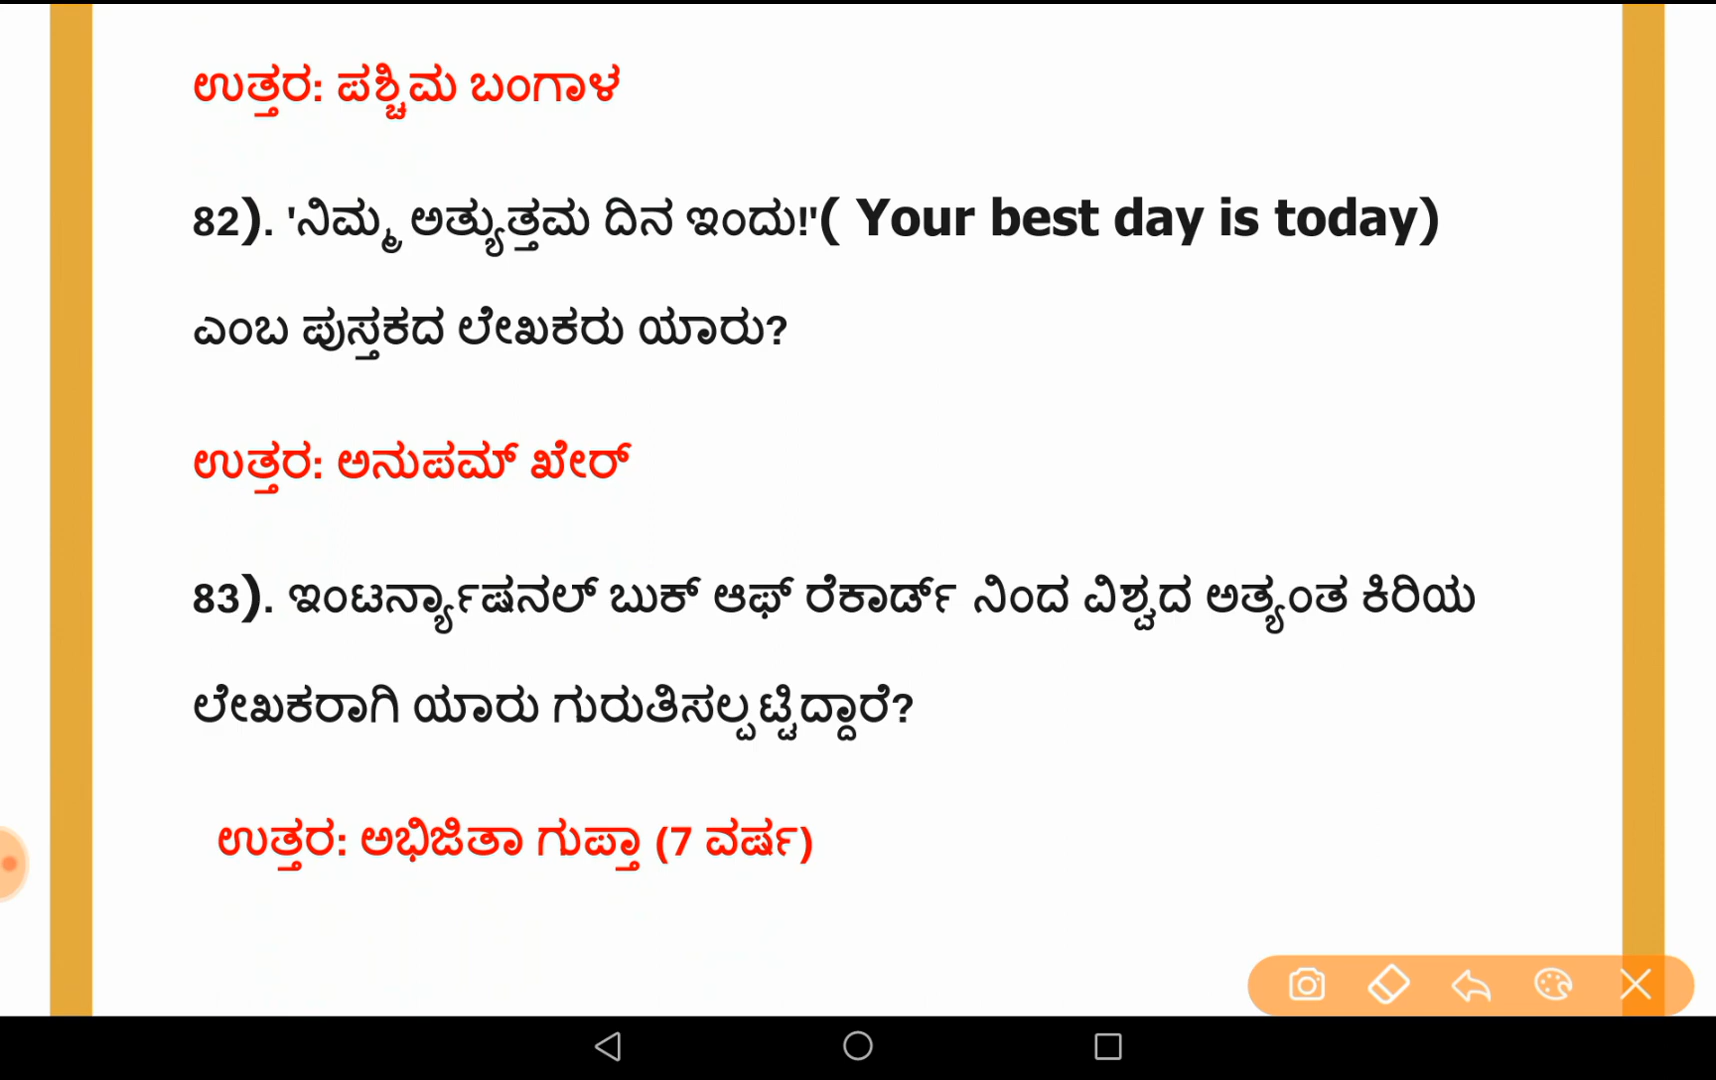 ಉತ್ತರ: ಪಶ್ಚಿಮ ಬಂಗಾಳ
82). 'ನಿಮ್ಮ ಅತ್ಯುತ್ತಮ ದಿನ ಇಂದು!'( Your best day is today)
ಎಂಬ ಪುಸ್ತಕದ ಲೇಖಕರು ಯಾರು?
ಉತ್ತರ: ಅನುಪಮ್ ಖೇರ್
83). ಇಂಟರ್ನ್ಯಾಷನಲ್ ಬುಕ್ ಆಫ್ ರೆಕಾರ್ಡ್ ನಿಂದ ವಿಶ್ವದ ಅತ್ಯಂತ ಕಿರಿಯ
ಲೇಖಕರಾಗಿ ಯಾರು ಗುರುತಿಸಲ್ಪಟ್ಟಿದ್ದಾರೆ?
ಉತ್ತರ: ಅಭಿಜಿತಾ ಗುಪ್ತಾ (7 ವರ್ಷ)